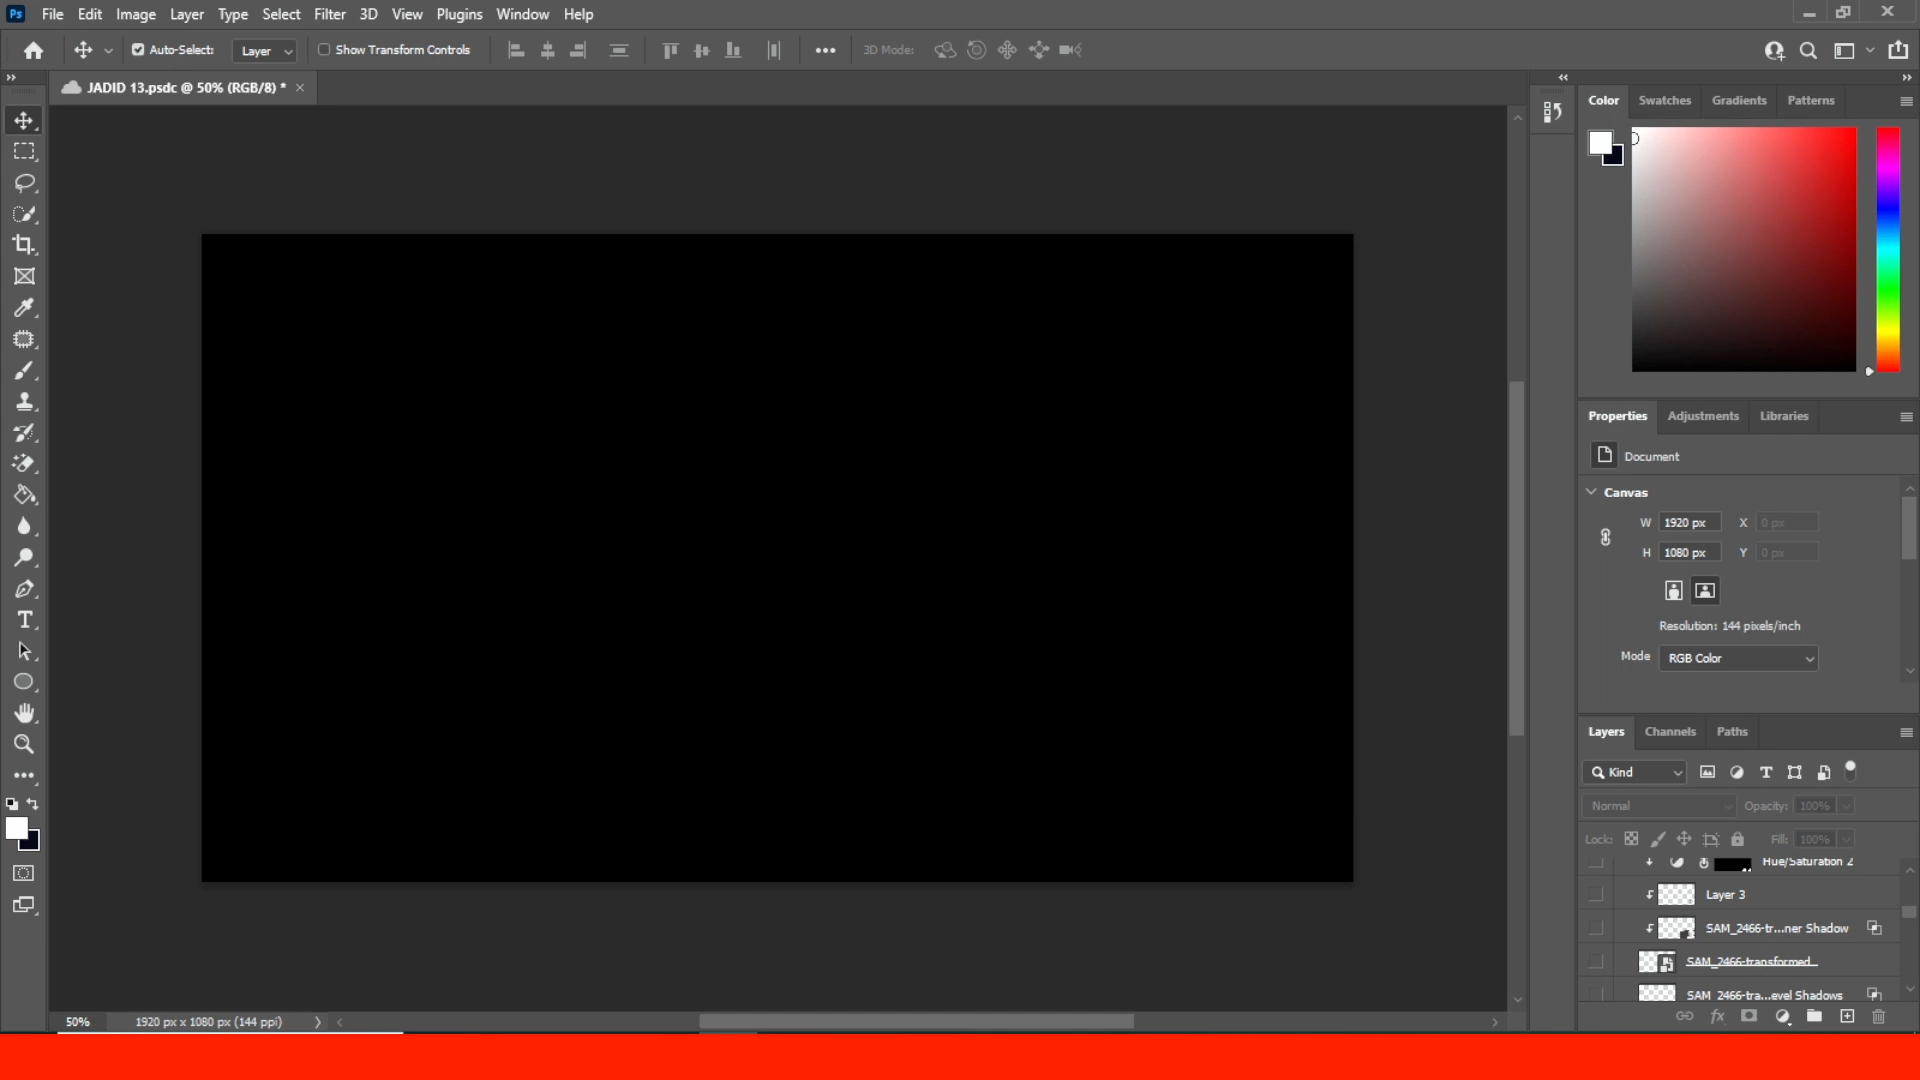 Ps File Edit Image Layer Type Select Filter 3D View Plugins Window Help
Auto-Select: Layer Show Transform Controls 3D Mode:
JADID 13.psdc @ 50% (RGB/8) *
Color Swatches Gradients Patterns
Properties Adjustments Libraries
Document
Canvas
W 1920 px X 0 px
H 1080 px Y 0 px
Resolution: 144 pixels/inch
Mode RGB Color
Layers Channels Paths
Kind
Normal Opacity: 100%
Lock: Fill: 100%
Hue/Saturation 2
Layer 3
SAM_2466-tr...ner Shadow
SAM_2466-transformed
SAM_2466-tra...evel Shadows
fx
50% 1920 px x 1080 px (144 ppi)